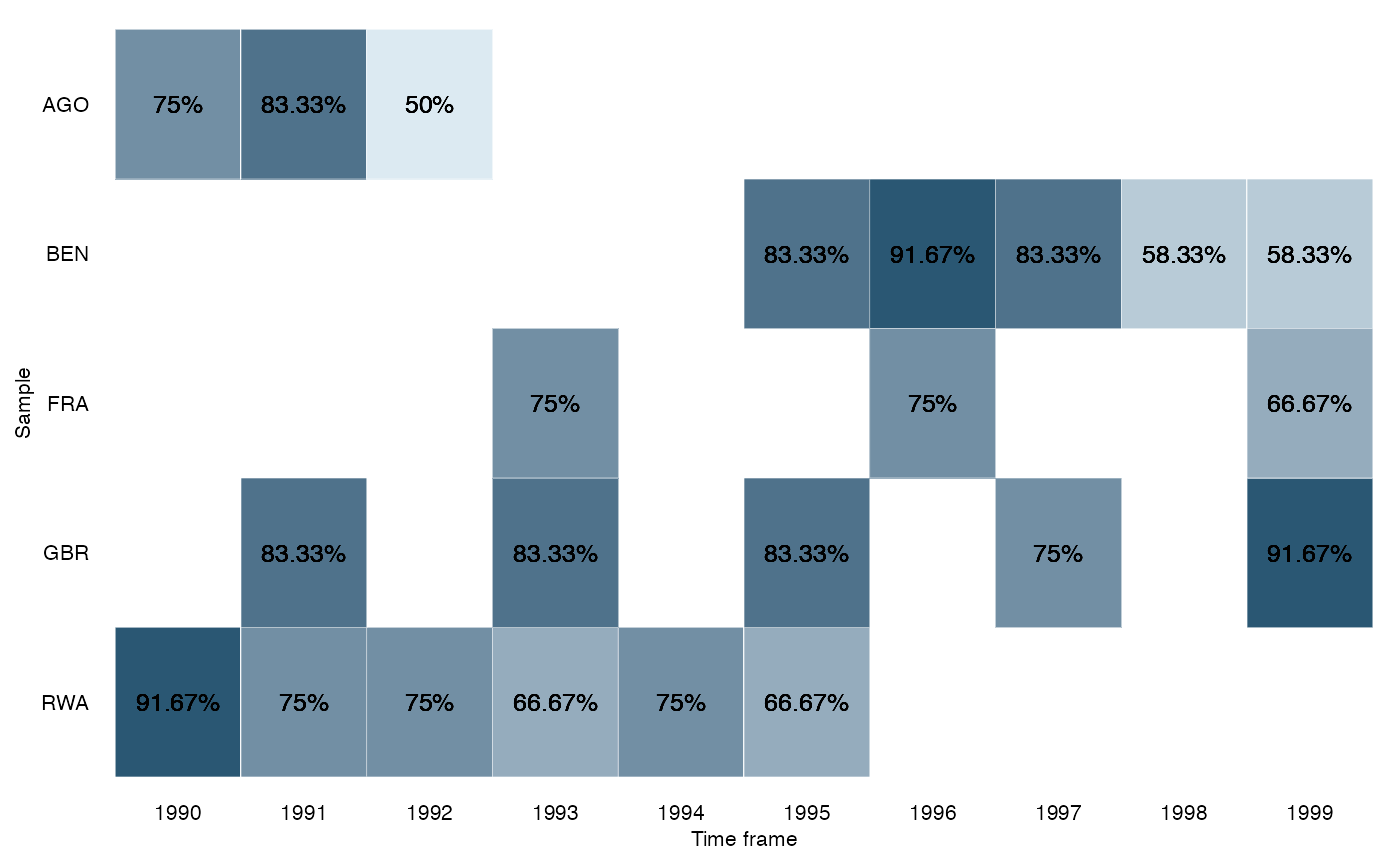 AGO 75% 83.33% 50%
BEN 83.33% 91.67% 83.33% 58.33% 58.33%
Sample
FRA 75% 75% 66.67%
GBR 83.33% 83.33% 83.33% 75% 91.67%
RWA 91.67% 75% 75% 66.67% 75% 66.67%
1990 1991 1992 1993 1994 1995 1996 1997 1998 1999
Time frame